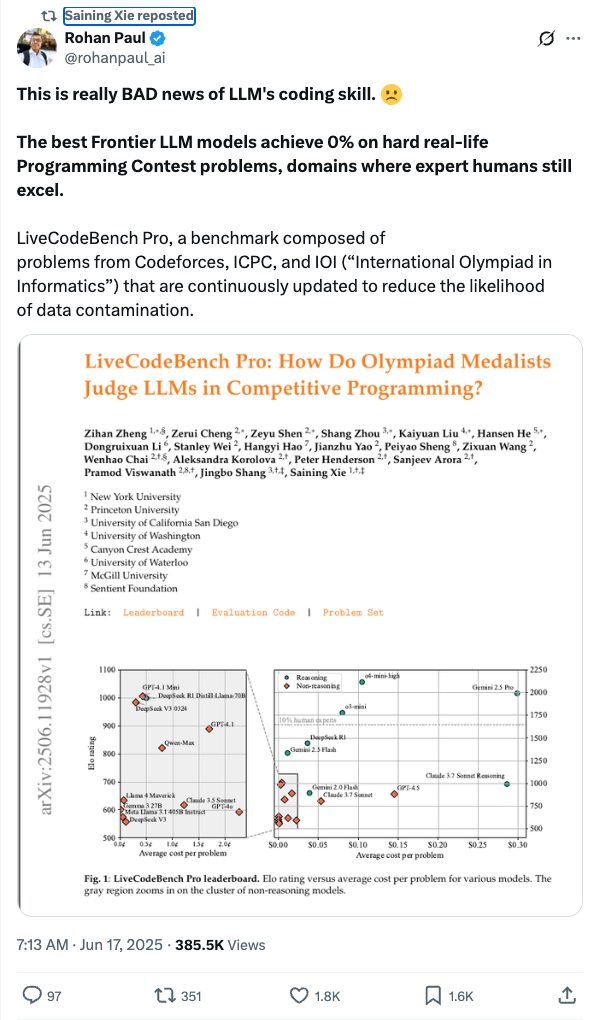 Saining Xie reposted
Rohan Paul
@rohanpaul_ai
This is really BAD news of LLM's coding skill. 🙁
The best Frontier LLM models achieve 0% on hard real-life
Programming Contest problems, domains where expert humans still
excel.
LiveCodeBench Pro, a benchmark composed of
problems from Codeforces, ICPC, and IOI (“International Olympiad in
Informatics”) that are continuously updated to reduce the likelihood
of data contamination.
LiveCodeBench Pro: How Do Olympiad Medalists
Judge LLMs in Competitive Programming?
Zihan Zheng 1,*,§, Zerui Cheng 2,*, Zeyu Shen 2,*, Shang Zhou 3,*, Kaiyuan Liu 4,*, Hansen He 5,*,
Dongruixuan Li 6, Stanley Wei 2, Hangyi Hao 7, Jianzhu Yao 2, Peiyao Sheng 8, Zixuan Wang 2,
Wenhao Chai 2,†,§, Aleksandra Korolova 2,†, Peter Henderson 2,†, Sanjeev Arora 2,†,
Pramod Viswanath 2,8,†, Jingbo Shang 3,†,‡, Saining Xie 1,†,‡
1 New York University
2 Princeton University
3 University of California San Diego
4 University of Washington
5 Canyon Crest Academy
6 University of Waterloo
7 McGill University
8 Sentient Foundation
Link: Leaderboard | Evaluation Code | Problem Set
arXiv:2506.11928v1 [cs.SE] 13 Jun 2025
1100
1000
900
800
700
600
500
Elo rating
GPT-4.1 Mini
DeepSeek R1 Distill-Llama-70B
DeepSeek V3 0324
GPT-4.1
Qwen-Max
Llama 4 Maverick
Gemma 3 27B
Claude 3.5 Sonnet
GPT-4o
Meta Llama 3.1 405B Instruct
DeepSeek V3
0.0¢ 0.5¢ 1.0¢ 1.5¢ 2.0¢
Average cost per problem
Reasoning
Non-reasoning
o4-mini-high
Gemini 2.5 Pro
o3-mini
10% human experts
DeepSeek R1
Gemini 2.5 Flash
Claude 3.7 Sonnet Reasoning
Gemini 2.0 Flash
Claude 3.7 Sonnet
GPT-4.5
2250
2000
1750
1500
1250
1000
750
500
$0.00 $0.05 $0.10 $0.15 $0.20 $0.25 $0.30
Average cost per problem
Fig. 1: LiveCodeBench Pro leaderboard. Elo rating versus average cost per problem for various models. The
gray region zooms in on the cluster of non-reasoning models.
7:13 AM · Jun 17, 2025 · 385.5K Views
97 351 1.8K 1.6K